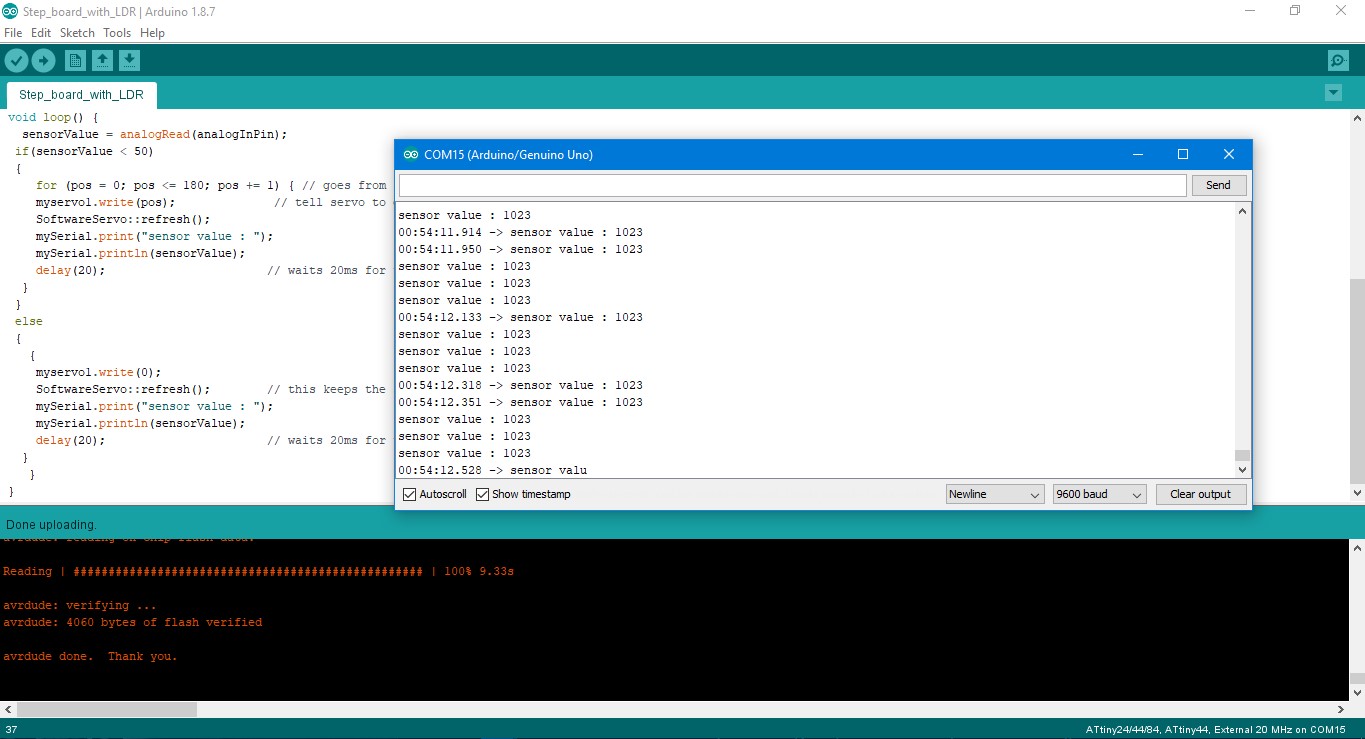 Step_board_with_LDR | Arduino 1.8.7
File Edit Sketch Tools Help
Step_board_with_LDR
void loop() {
sensorValue = analogRead(analogInPin);
if(sensorValue < 50)
{
for (pos = 0; pos <= 180; pos += 1) { // goes from
myservo1.write(pos); // tell servo to
SoftwareServo::refresh();
mySerial.print("sensor value : ");
mySerial.println(sensorValue);
delay(20); // waits 20ms for
}
}
else
{
{
myservo1.write(0);
SoftwareServo::refresh(); // this keeps the
mySerial.print("sensor value : ");
mySerial.println(sensorValue);
delay(20); // waits 20ms for
}
}
}
COM15 (Arduino/Genuino Uno)
Send
sensor value : 1023
00:54:11.914 -> sensor value : 1023
00:54:11.950 -> sensor value : 1023
sensor value : 1023
sensor value : 1023
sensor value : 1023
00:54:12.133 -> sensor value : 1023
sensor value : 1023
sensor value : 1023
sensor value : 1023
00:54:12.318 -> sensor value : 1023
00:54:12.351 -> sensor value : 1023
sensor value : 1023
sensor value : 1023
sensor value : 1023
00:54:12.528 -> sensor valu
Autoscroll Show timestamp Newline 9600 baud Clear output
Done uploading.
avrdude: reading on-chip flash data:
Reading | ################################################## | 100% 9.33s
avrdude: verifying ...
avrdude: 4060 bytes of flash verified
avrdude done. Thank you.
37 ATtiny24/44/84, ATtiny44, External 20 MHz on COM15